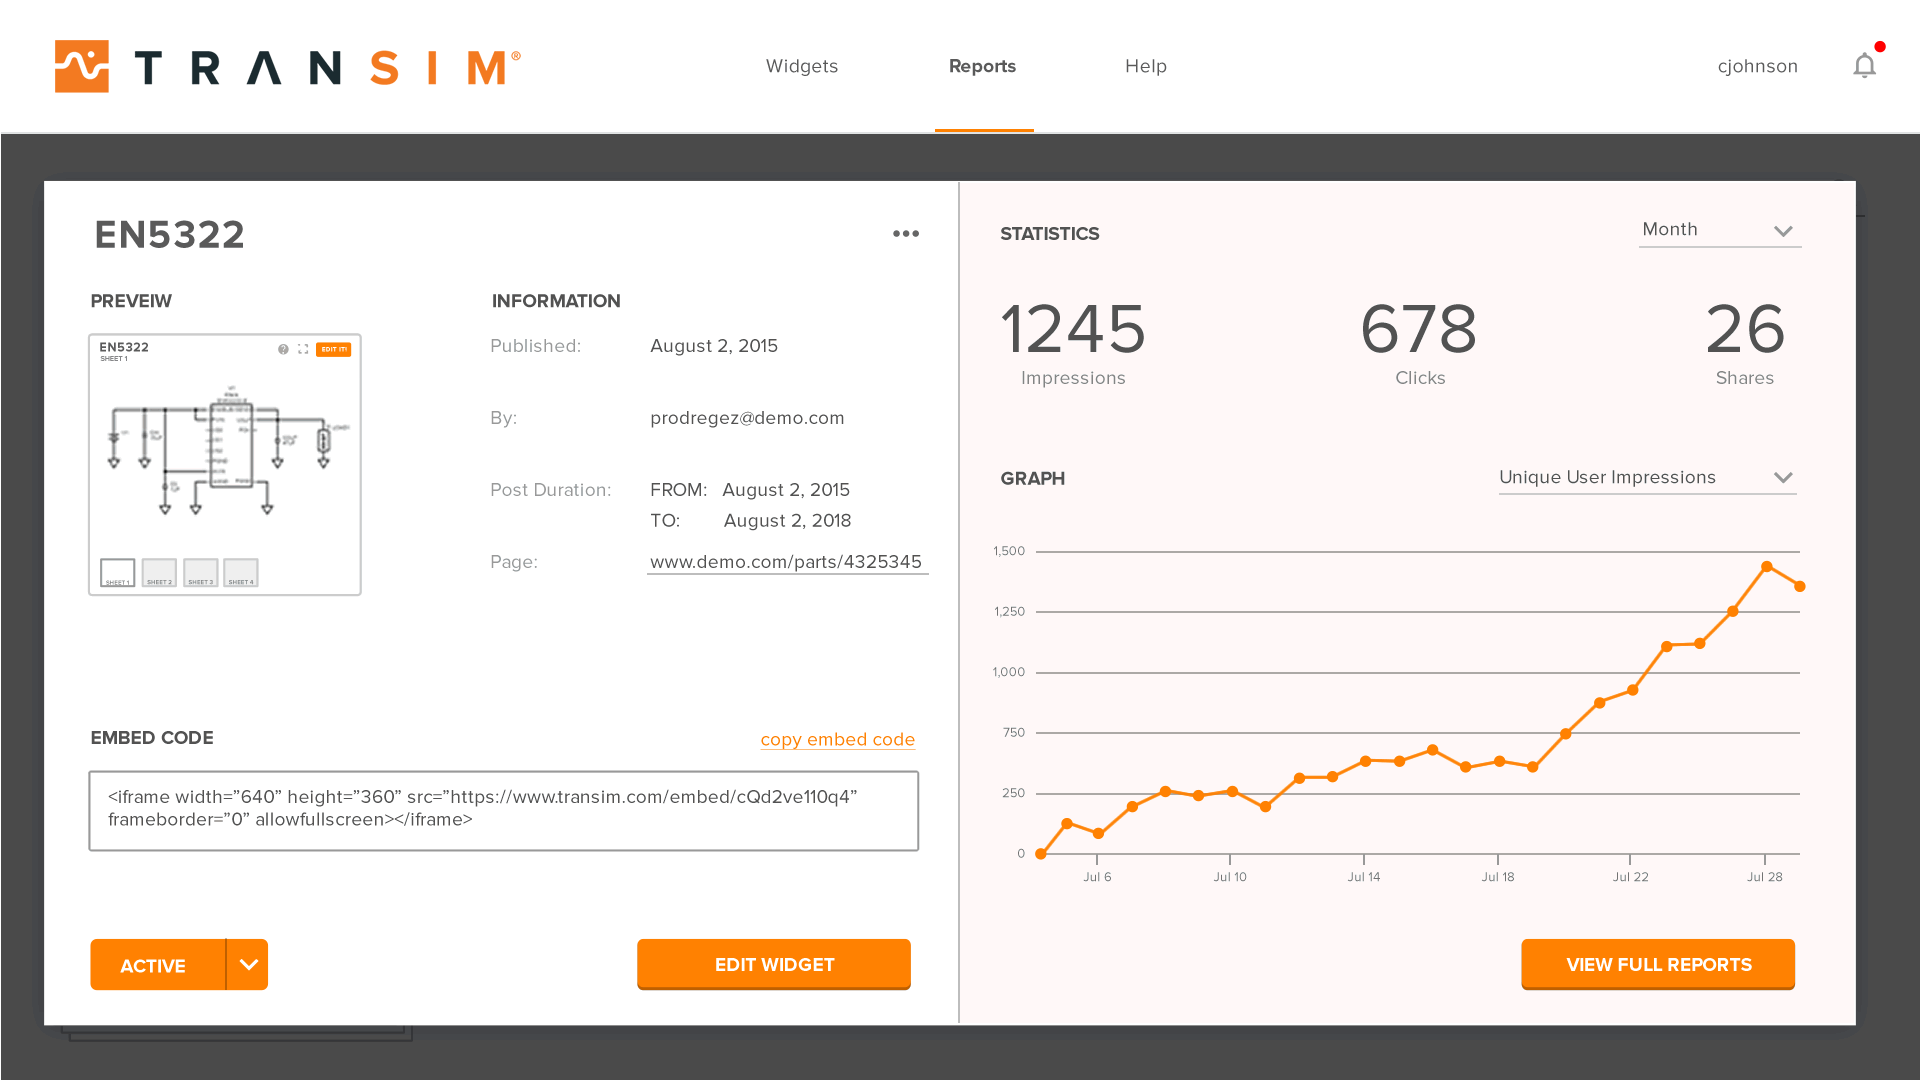 TRANSIM®
Widgets
Reports
Help
cjohnson
EN5322
PREVEIW
EN5322
SHEET 1
EDIT IT!
SHEET 1
SHEET 2
SHEET 3
SHEET 4
INFORMATION
Published: August 2, 2015
By: prodregez@demo.com
Post Duration: FROM: August 2, 2015
TO: August 2, 2018
Page: www.demo.com/parts/4325345
EMBED CODE
copy embed code
<iframe width=”640” height=”360” src=”https://www.transim.com/embed/cQd2ve110q4”
frameborder=”0” allowfullscreen></iframe>
ACTIVE
EDIT WIDGET
STATISTICS
Month
1245
Impressions
678
Clicks
26
Shares
GRAPH
Unique User Impressions
1,500
1,250
1,000
750
250
0
Jul 6
Jul 10
Jul 14
Jul 18
Jul 22
Jul 28
VIEW FULL REPORTS